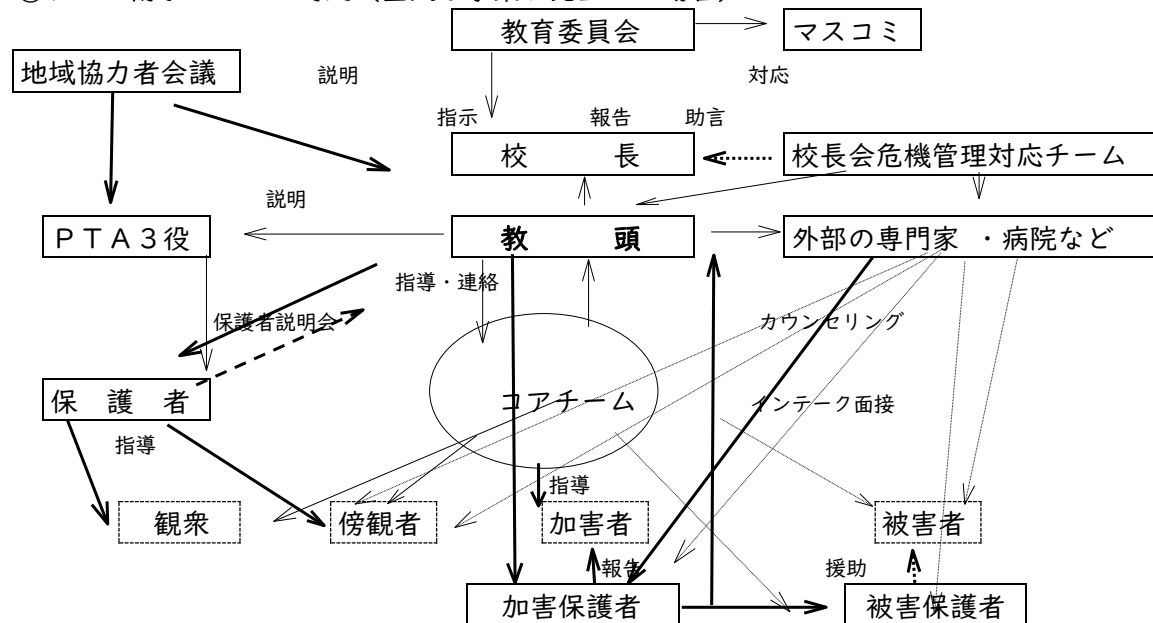 教育委員会　マスコミ
地域協力者会議　説明　対応
指示　報告　助言
校　長　校長会危機管理対応チーム
説明
ＰＴＡ３役　教　頭　外部の専門家　・病院など
指導・連絡
保護者説明会　カウンセリング
保　護　者　コアチーム　インテーク面接
指導
指導
観衆　傍観者　加害者　被害者
報告　援助
加害保護者　被害保護者